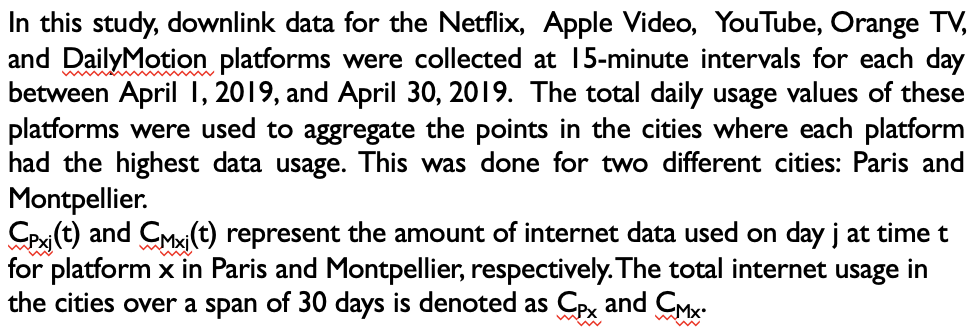 In this study, downlink data for the Netflix, Apple Video, YouTube, Orange TV,
and DailyMotion platforms were collected at 15-minute intervals for each day
between April 1, 2019, and April 30, 2019. The total daily usage values of these
platforms were used to aggregate the points in the cities where each platform
had the highest data usage. This was done for two different cities: Paris and
Montpellier.
C_Pxj(t) and C_Mxj(t) represent the amount of internet data used on day j at time t
for platform x in Paris and Montpellier, respectively. The total internet usage in
the cities over a span of 30 days is denoted as C_Px and C_Mx.